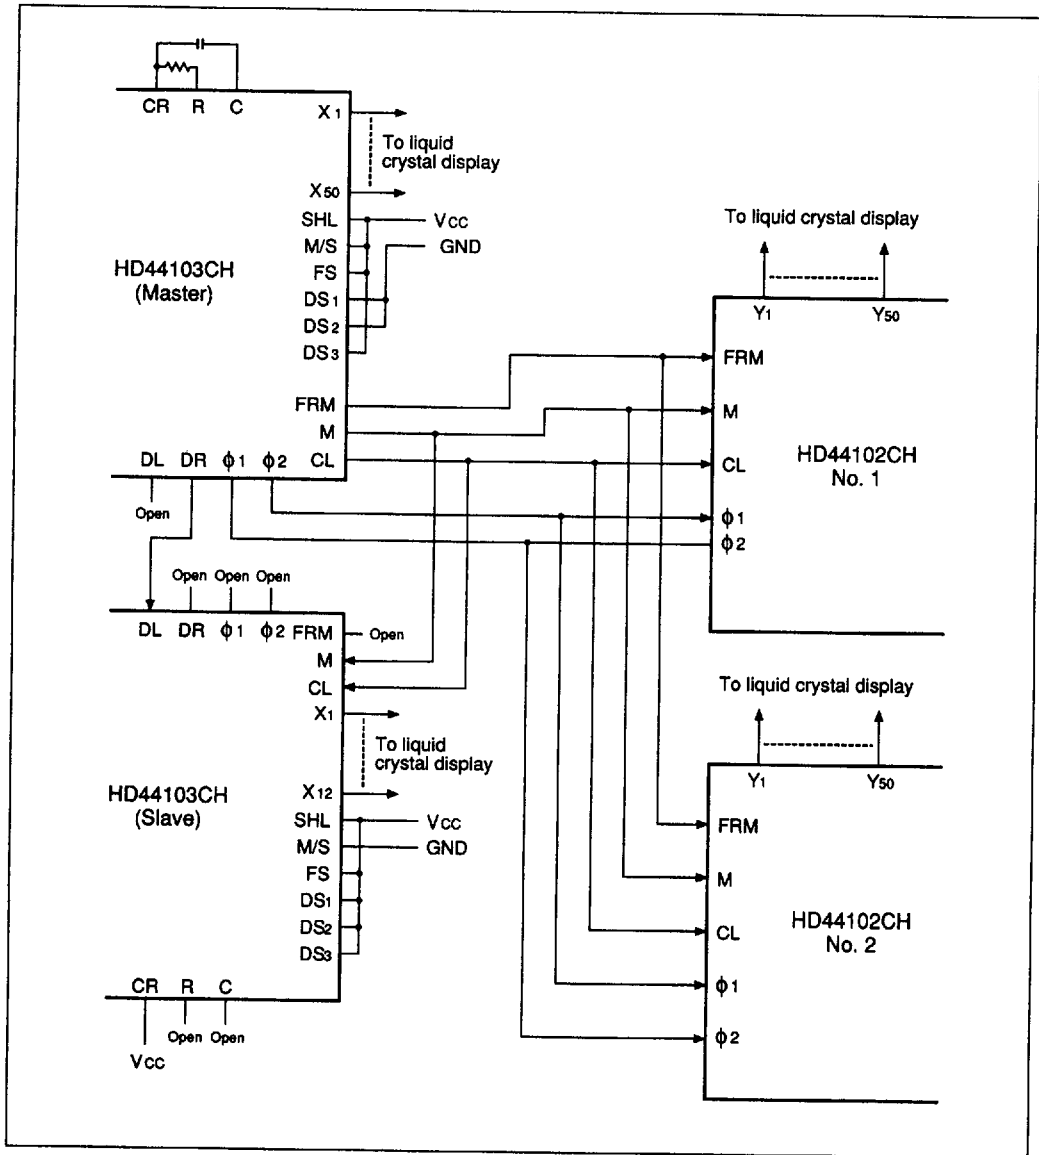 CR R C
X1
To liquid
crystal display
X50
SHL
VCC
M/S
GND
FS
HD44103CH
(Master)
DS1
DS2
DS3
FRM
M
CL
DL DR ϕ1 ϕ2
Open
To liquid crystal display
Y1 Y50
FRM
M
CL
HD44102CH
No. 1
ϕ1
ϕ2
Open Open Open
DL DR ϕ1 ϕ2 FRM
Open
M
CL
X1
To liquid
crystal display
HD44103CH
(Slave)
X12
SHL
VCC
M/S
GND
FS
DS1
DS2
DS3
CR R C
Open Open
VCC
To liquid crystal display
Y1 Y50
FRM
M
HD44102CH
No. 2
CL
ϕ1
ϕ2